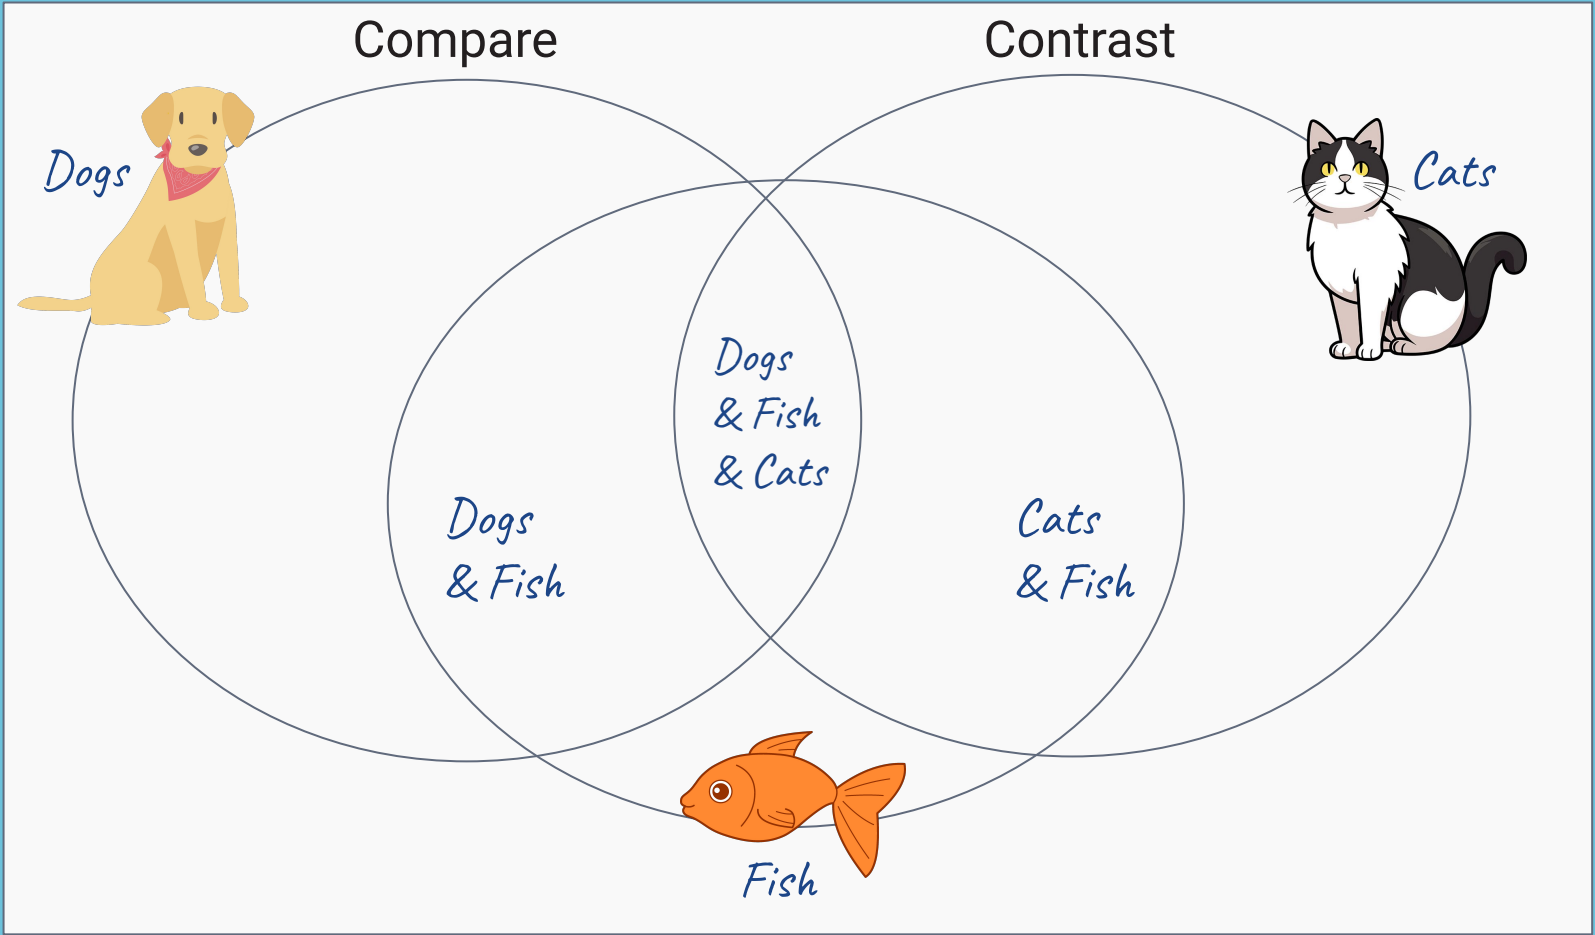 Compare
Contrast
Dogs
Cats
Dogs
& Fish
& Cats
Dogs
& Fish
Cats
& Fish
Fish